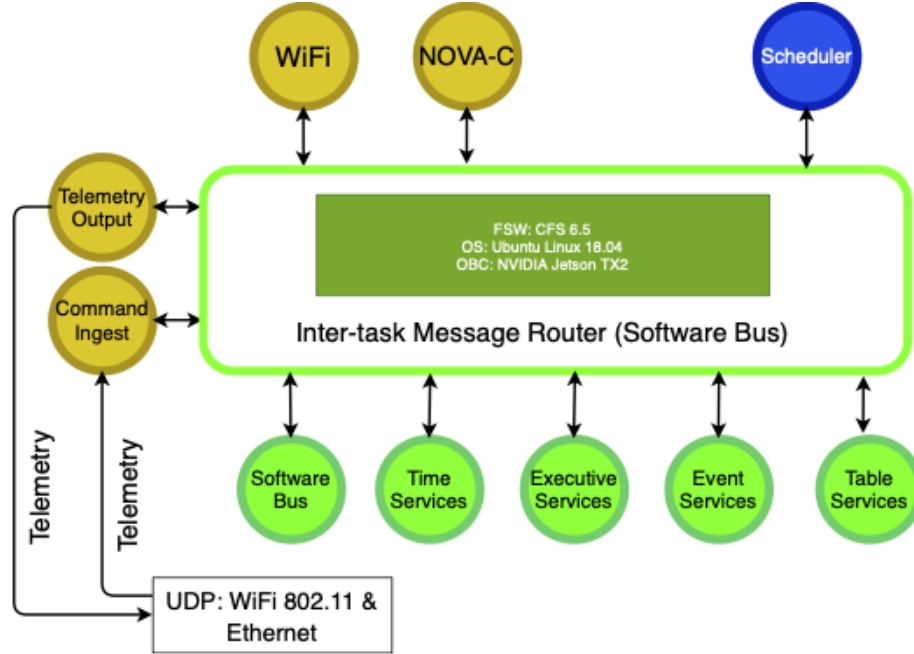 WiFi
NOVA-C
Scheduler
Telemetry
Output
FSW: CFS 6.5
OS: Ubuntu Linux 18.04
OBC: NVIDIA Jetson TX2
Command
Ingest
Inter-task Message Router (Software Bus)
Telemetry
Telemetry
Software
Bus
Time
Services
Executive
Services
Event
Services
Table
Services
UDP: WiFi 802.11 &
Ethernet